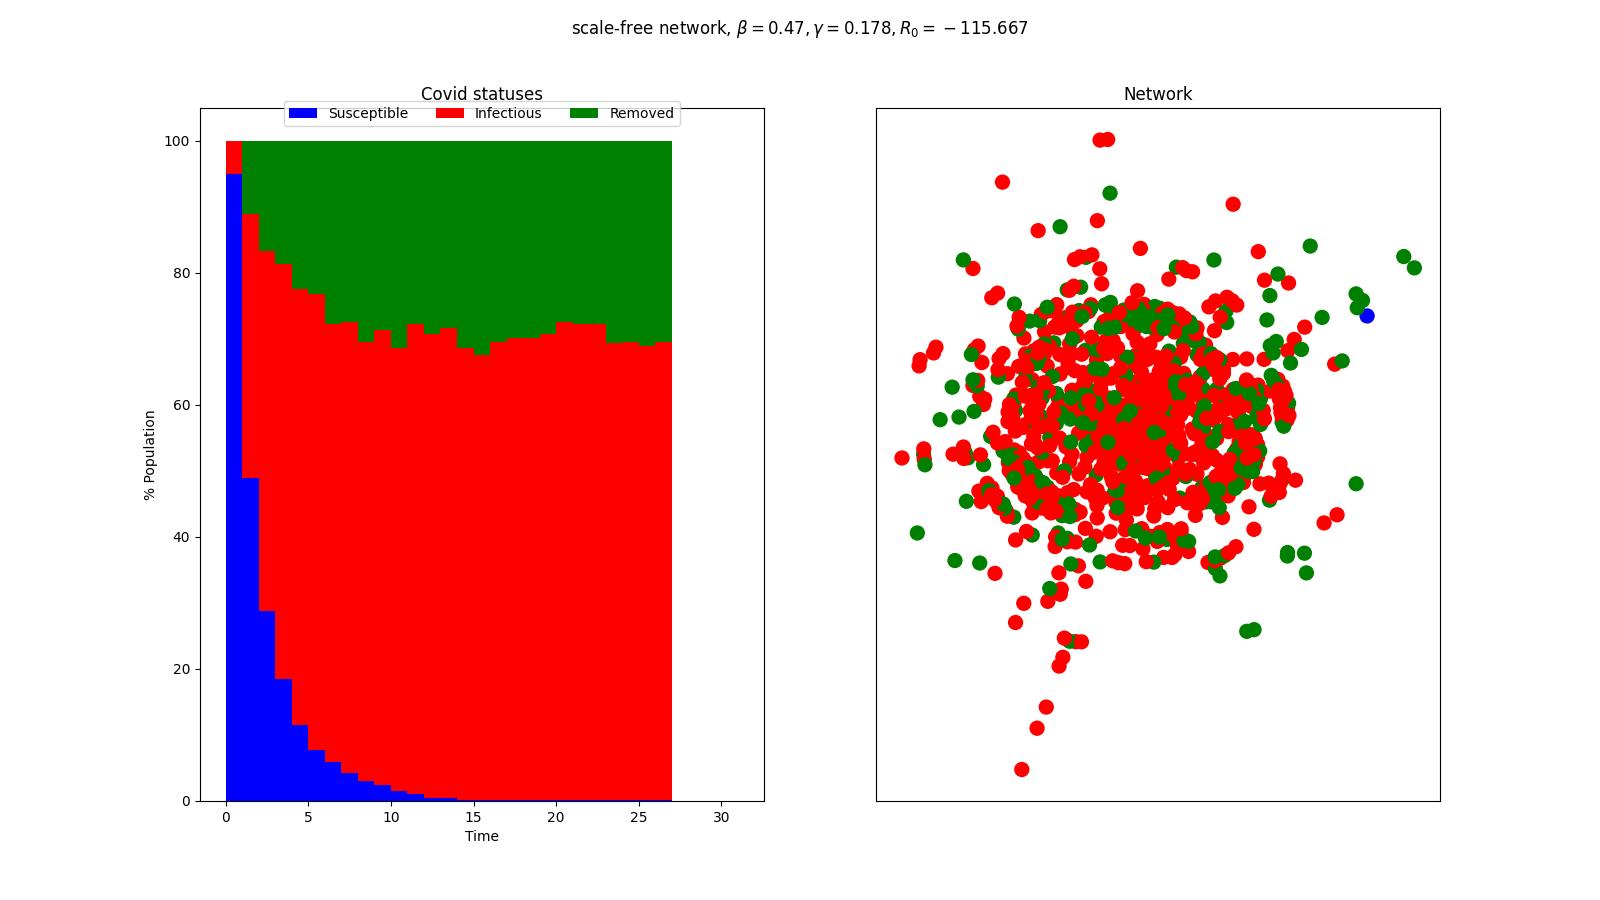 scale-free network, β = 0.47, γ = 0.178, R₀ = − 115.667
Covid statuses
Susceptible Infectious Removed
100
80
60
40
20
0
% Population
0 5 10 15 20 25 30
Time
Network